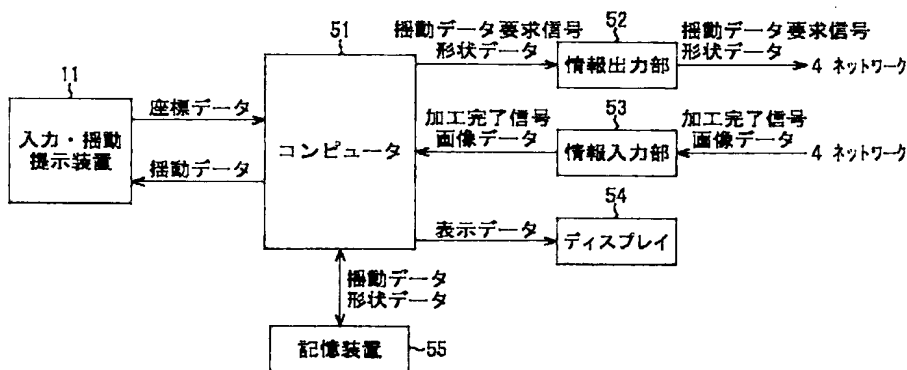 51
52
揺動データ要求信号
形状データ
揺動データ要求信号
形状データ
情報出力部
4 ネットワーク
11
座標データ
入力・揺動
提示装置
揺動データ
コンピュータ
加工完了信号
画像データ
53
情報入力部
加工完了信号
画像データ
4 ネットワーク
54
表示データ
ディスプレイ
揺動データ
形状データ
記憶装置
55